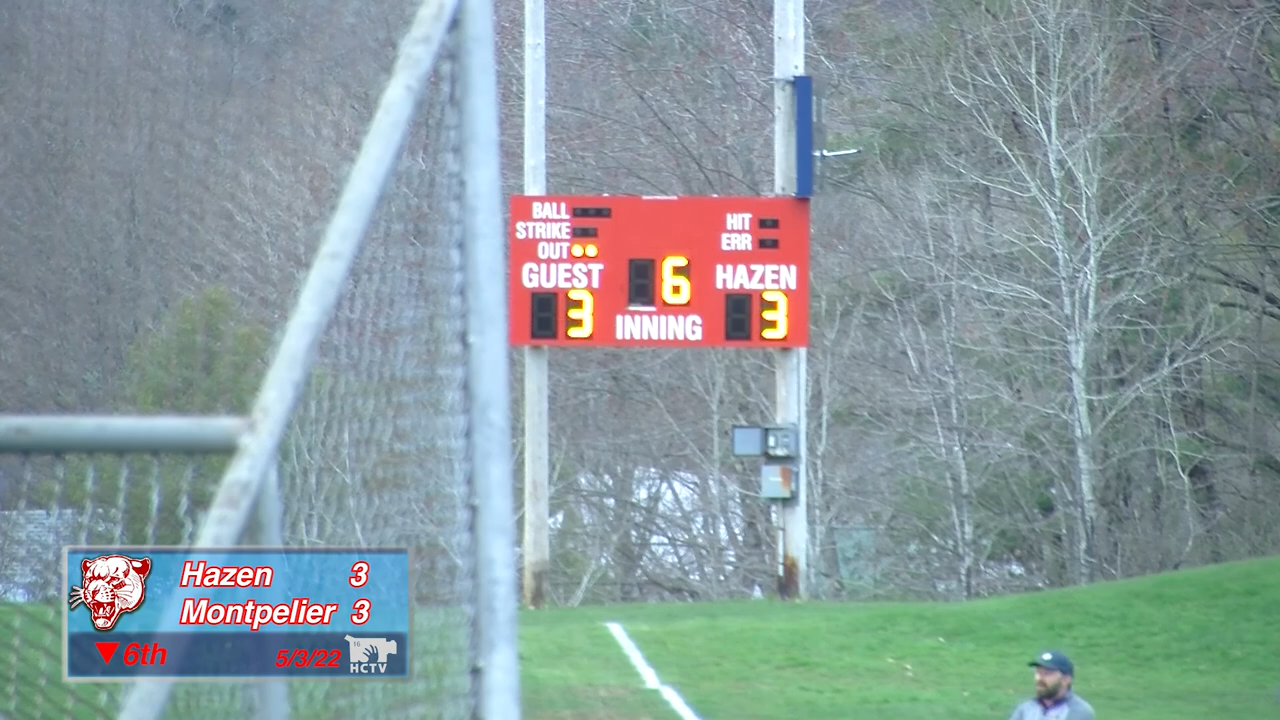 BALL
STRIKE
OUT
HIT
ERR
GUEST 6 HAZEN
3 INNING 3
Hazen 3
Montpelier 3
▼6th 5/3/22 16 HCTV